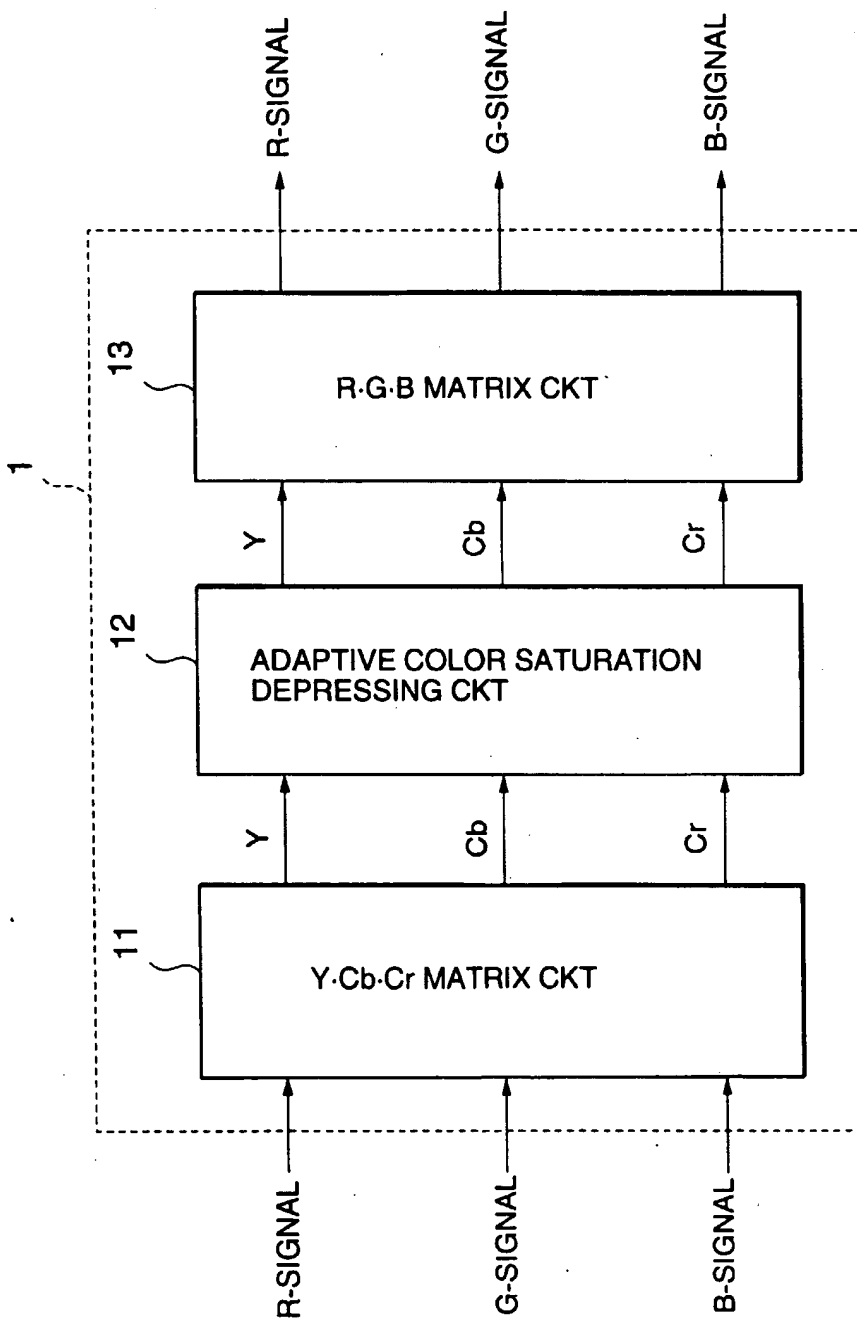 1
R-SIGNAL
G-SIGNAL
B-SIGNAL
11
Y·Cb·Cr MATRIX CKT
Y
Cb
Cr
12
ADAPTIVE COLOR SATURATION
DEPRESSING CKT
Y
Cb
Cr
13
R·G·B MATRIX CKT
R-SIGNAL
G-SIGNAL
B-SIGNAL